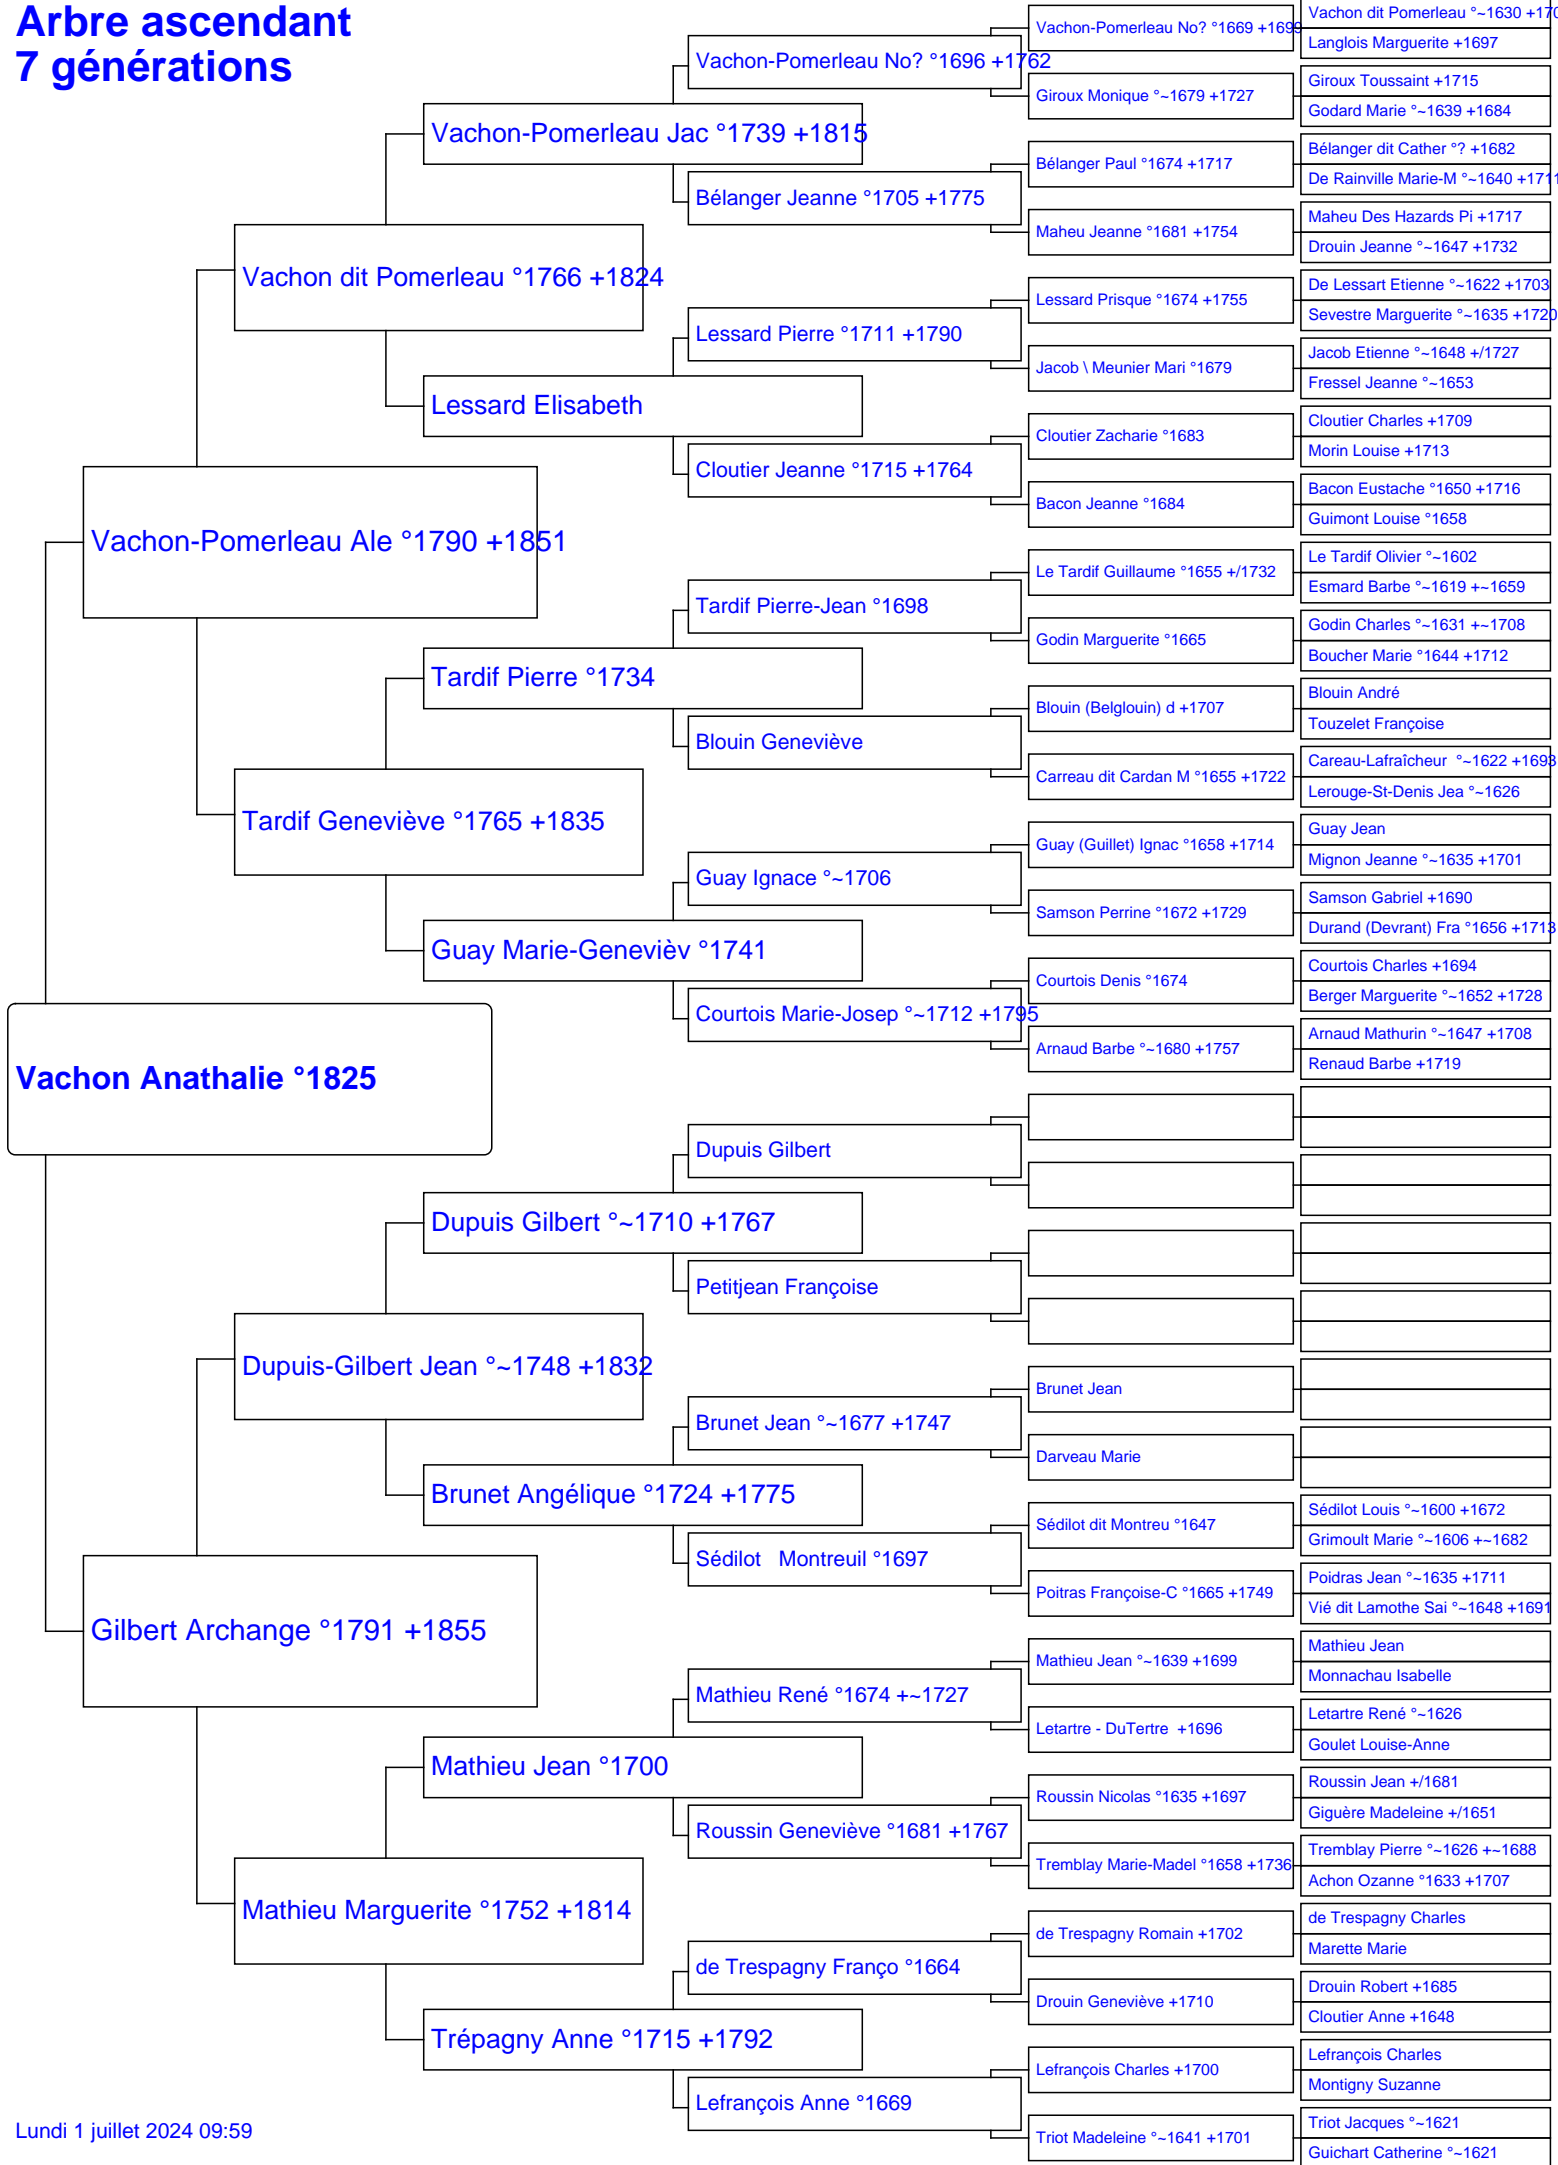 Arbre ascendant
7 générations
Vachon Anathalie °1825
Vachon-Pomerleau Ale °1790 +1851
Gilbert Archange °1791 +1855
Vachon dit Pomerleau °1766 +1824
Tardif Geneviève °1765 +1835
Dupuis-Gilbert Jean °~1748 +1832
Mathieu Marguerite °1752 +1814
Vachon-Pomerleau Jac °1739 +1815
Lessard Elisabeth
Tardif Pierre °1734
Guay Marie-Genevièv °1741
Dupuis Gilbert °~1710 +1767
Brunet Angélique °1724 +1775
Mathieu Jean °1700
Trépagny Anne °1715 +1792
Vachon-Pomerleau No? °1696 +1762
Bélanger Jeanne °1705 +1775
Lessard Pierre °1711 +1790
Cloutier Jeanne °1715 +1764
Tardif Pierre-Jean °1698
Blouin Geneviève
Guay Ignace °~1706
Courtois Marie-Josep °~1712 +1795
Dupuis Gilbert
Petitjean Françoise
Brunet Jean °~1677 +1747
Sédilot   Montreuil °1697
Mathieu René °1674 +~1727
Roussin Geneviève °1681 +1767
de Trespagny Franço °1664
Lefrançois Anne °1669
Vachon-Pomerleau No? °1669 +1699
Giroux Monique °~1679 +1727
Bélanger Paul °1674 +1717
Maheu Jeanne °1681 +1754
Lessard Prisque °1674 +1755
Jacob \ Meunier Mari °1679
Cloutier Zacharie °1683
Bacon Jeanne °1684
Le Tardif Guillaume °1655 +/1732
Godin Marguerite °1665
Blouin (Belglouin) d +1707
Carreau dit Cardan M °1655 +1722
Guay (Guillet) Ignac °1658 +1714
Samson Perrine °1672 +1729
Courtois Denis °1674
Arnaud Barbe °~1680 +1757
Brunet Jean
Darveau Marie
Sédilot dit Montreu °1647
Poitras Françoise-C °1665 +1749
Mathieu Jean °~1639 +1699
Letartre - DuTertre  +1696
Roussin Nicolas °1635 +1697
Tremblay Marie-Madel °1658 +1736
de Trespagny Romain +1702
Drouin Geneviève +1710
Lefrançois Charles +1700
Triot Madeleine °~1641 +1701
Vachon dit Pomerleau °~1630 +170
Langlois Marguerite +1697
Giroux Toussaint +1715
Godard Marie °~1639 +1684
Bélanger dit Cather °? +1682
De Rainville Marie-M °~1640 +1711
Maheu Des Hazards Pi +1717
Drouin Jeanne °~1647 +1732
De Lessart Etienne °~1622 +1703
Sevestre Marguerite °~1635 +1720
Jacob Etienne °~1648 +/1727
Fressel Jeanne °~1653
Cloutier Charles +1709
Morin Louise +1713
Bacon Eustache °1650 +1716
Guimont Louise °1658
Le Tardif Olivier °~1602
Esmard Barbe °~1619 +~1659
Godin Charles °~1631 +~1708
Boucher Marie °1644 +1712
Blouin André
Touzelet Françoise
Careau-Lafraîcheur  °~1622 +1693
Lerouge-St-Denis Jea °~1626
Guay Jean
Mignon Jeanne °~1635 +1701
Samson Gabriel +1690
Durand (Devrant) Fra °1656 +1713
Courtois Charles +1694
Berger Marguerite °~1652 +1728
Arnaud Mathurin °~1647 +1708
Renaud Barbe +1719
Sédilot Louis °~1600 +1672
Grimoult Marie °~1606 +~1682
Poidras Jean °~1635 +1711
Vié dit Lamothe Sai °~1648 +1691
Mathieu Jean
Monnachau Isabelle
Letartre René °~1626
Goulet Louise-Anne
Roussin Jean +/1681
Giguère Madeleine +/1651
Tremblay Pierre °~1626 +~1688
Achon Ozanne °1633 +1707
de Trespagny Charles
Marette Marie
Drouin Robert +1685
Cloutier Anne +1648
Lefrançois Charles
Montigny Suzanne
Triot Jacques °~1621
Guichart Catherine °~1621
Lundi 1 juillet 2024 09:59